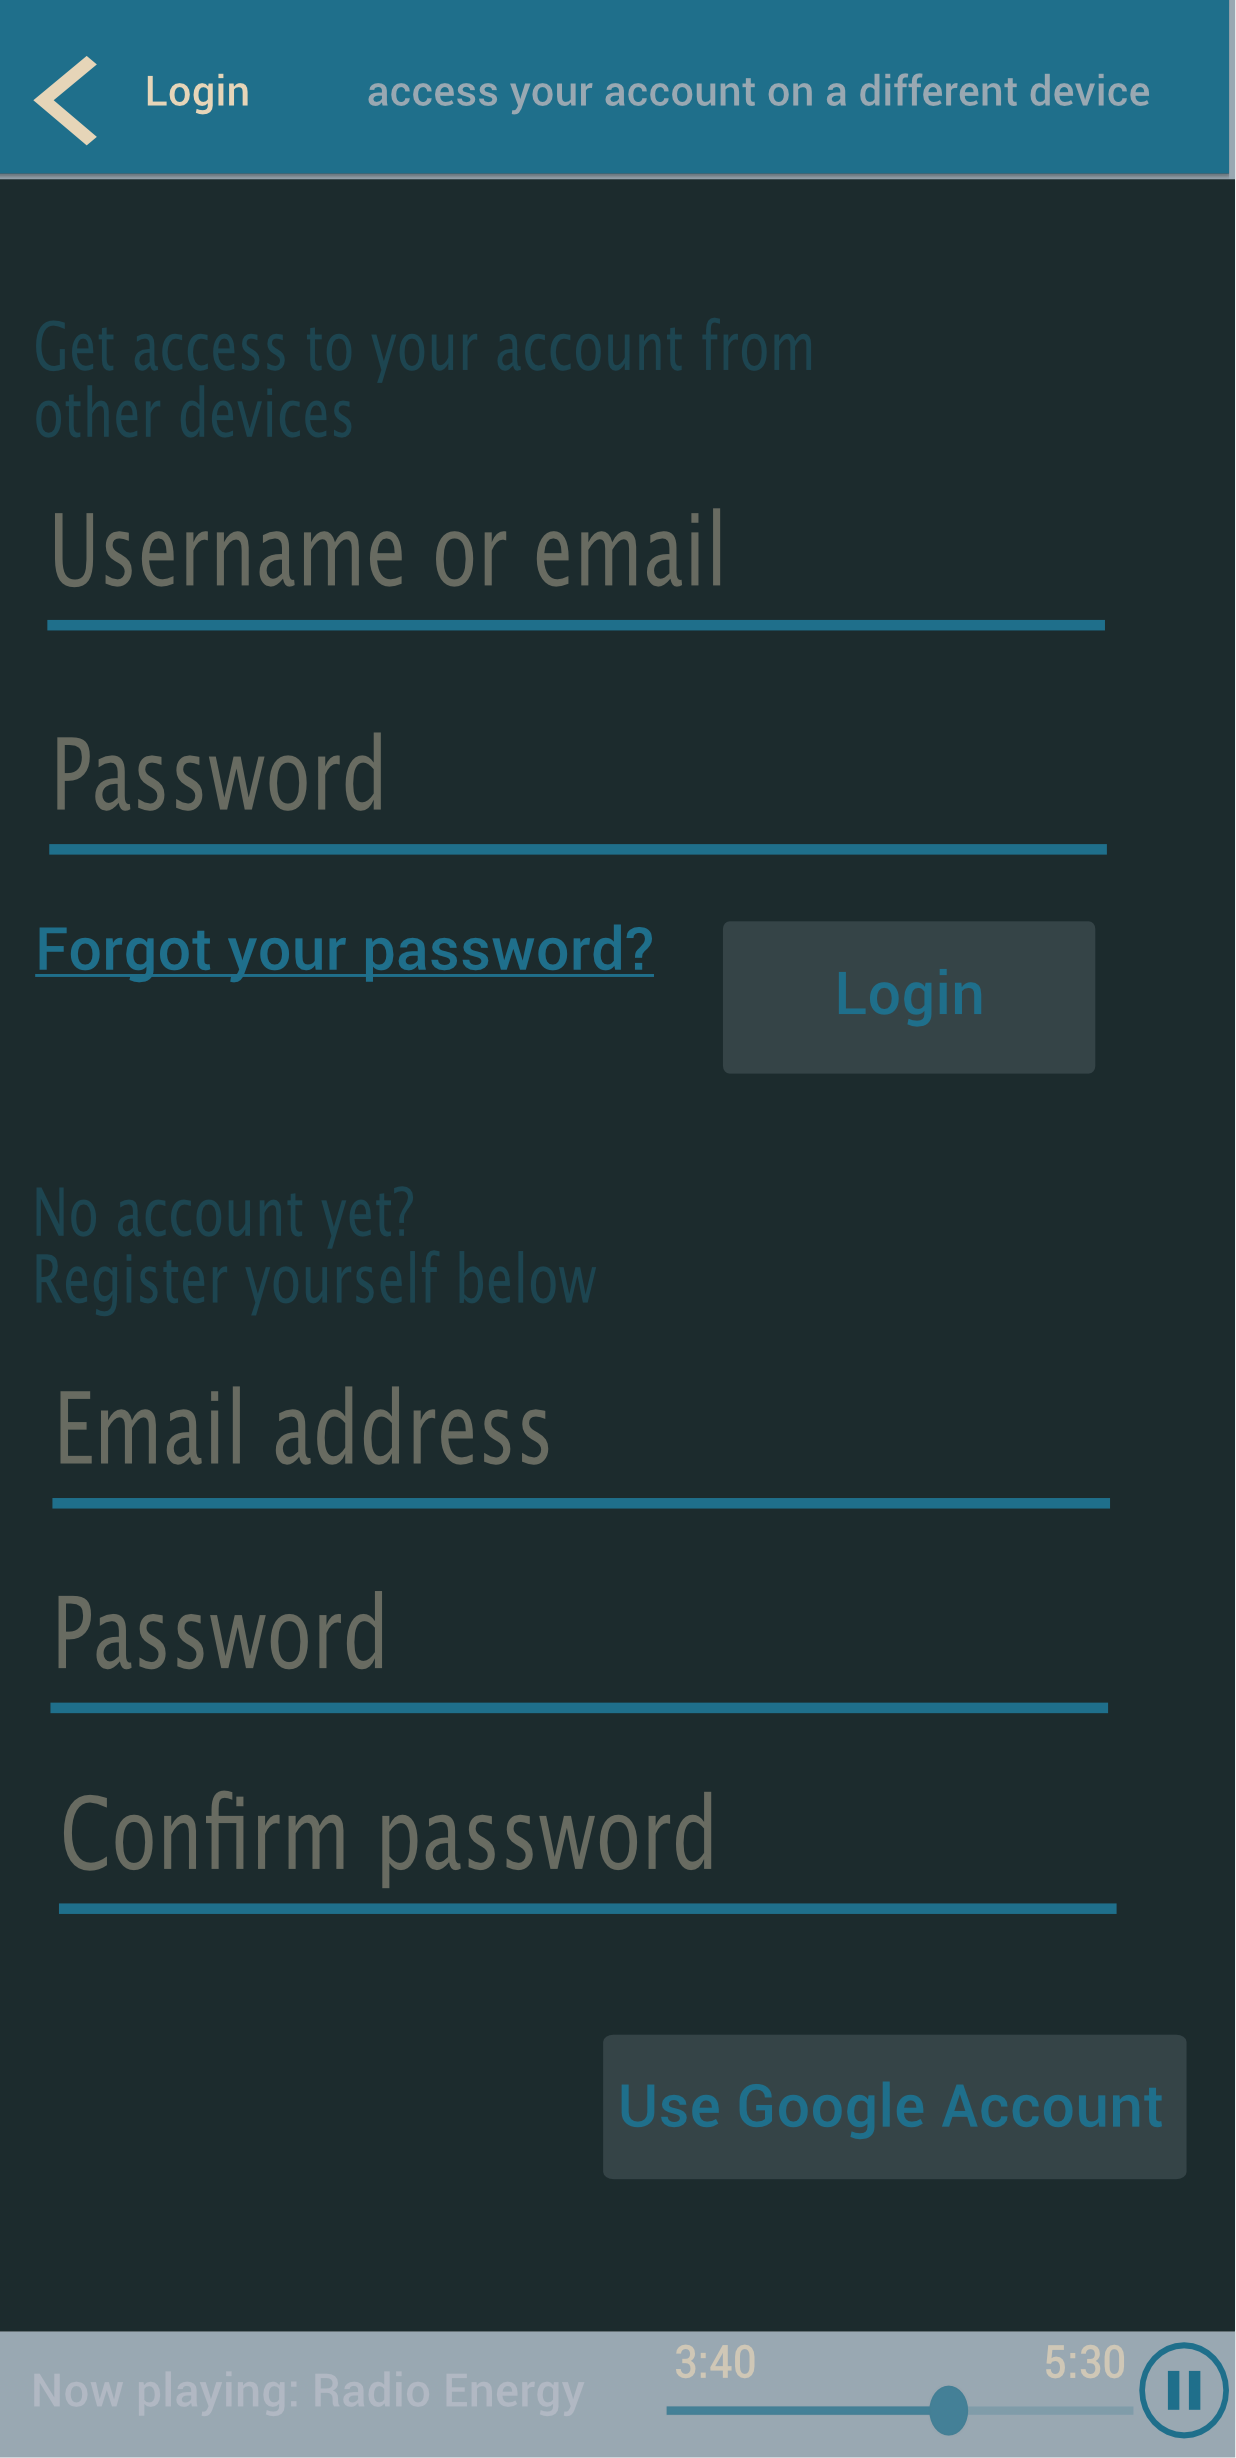 Login access your account on a different device
Get access to your account from
other devices
Username or email
Password
Forgot your password?
Login
No account yet?
Register yourself below
Email address
Password
Confirm password
Use Google Account
Now playing: Radio Energy 3:40 5:30